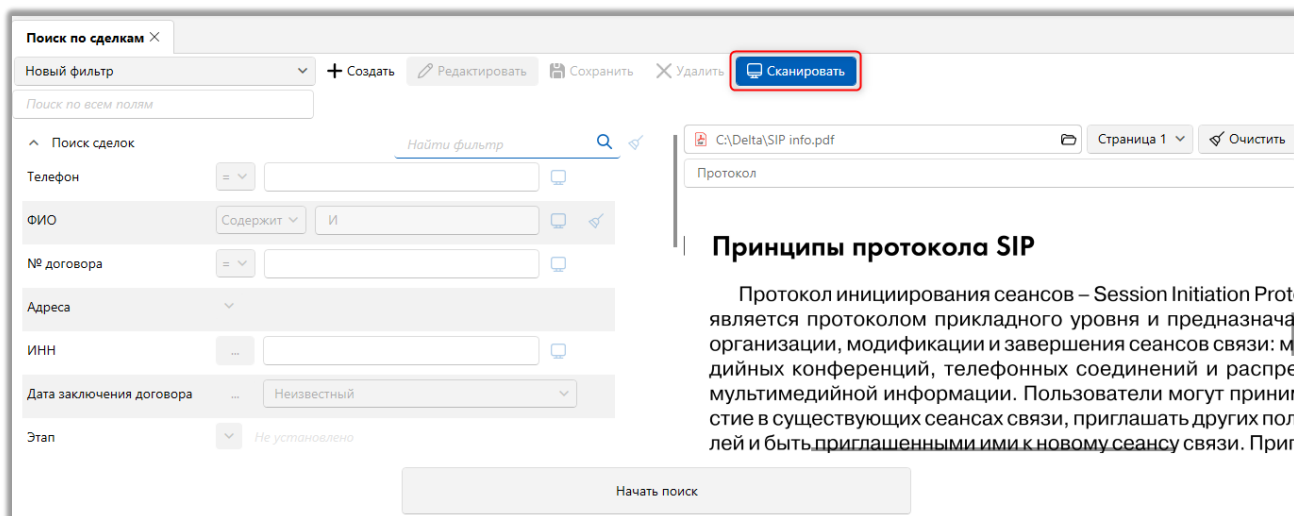 Поиск по сделкам
Новый фильтр
Создать
Редактировать
Сохранить
Удалить
Сканировать
Поиск по всем полям
Поиск сделок
Найти фильтр
C:\Delta\SIP info.pdf
Страница 1
Очистить
Протокол
Телефон
=
ФИО
Содержит
И
№ договора
=
Адреса
ИНН
...
Дата заключения договора
...
Неизвестный
Этап
Не установлено
Принципы протокола SIP
Протокол инициирования сеансов – Session Initiation Proto
является протоколом прикладного уровня и предназнача
организации, модификации и завершения сеансов связи: м
дийных конференций, телефонных соединений и распре
мультимедийной информации. Пользователи могут приним
стие в существующих сеансах связи, приглашать других пол
лей и быть приглашенными ими к новому сеансу связи. Приг
Начать поиск